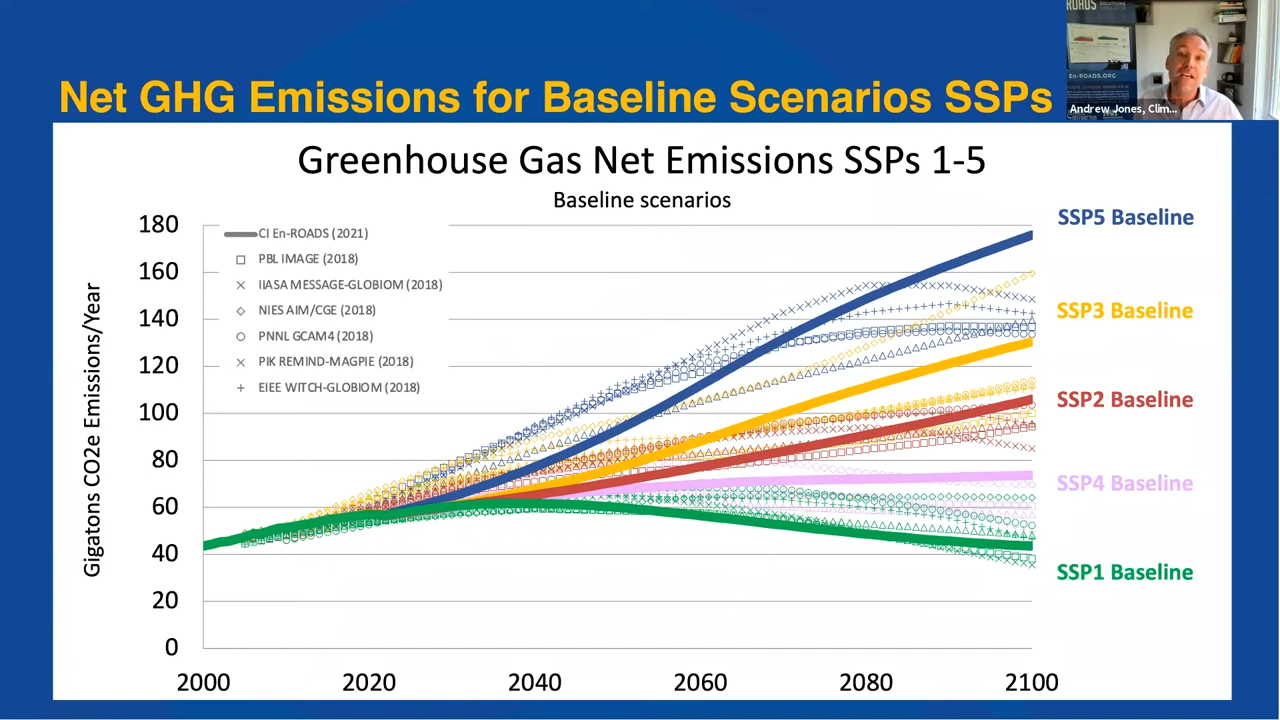 Net GHG Emissions for Baseline Scenarios SSPs
En-ROADS.ORG
Andrew Jones, Clim...
Greenhouse Gas Net Emissions SSPs 1-5
Baseline scenarios
Gigatons CO2e Emissions/Year
180
160
140
120
100
80
60
40
20
0
CI En-ROADS (2021)
PBL IMAGE (2018)
IIASA MESSAGE-GLOBIOM (2018)
NIES AIM/CGE (2018)
PNNL GCAM4 (2018)
PIK REMIND-MAGPIE (2018)
EIEE WITCH-GLOBIOM (2018)
SSP5 Baseline
SSP3 Baseline
SSP2 Baseline
SSP4 Baseline
SSP1 Baseline
2000 2020 2040 2060 2080 2100